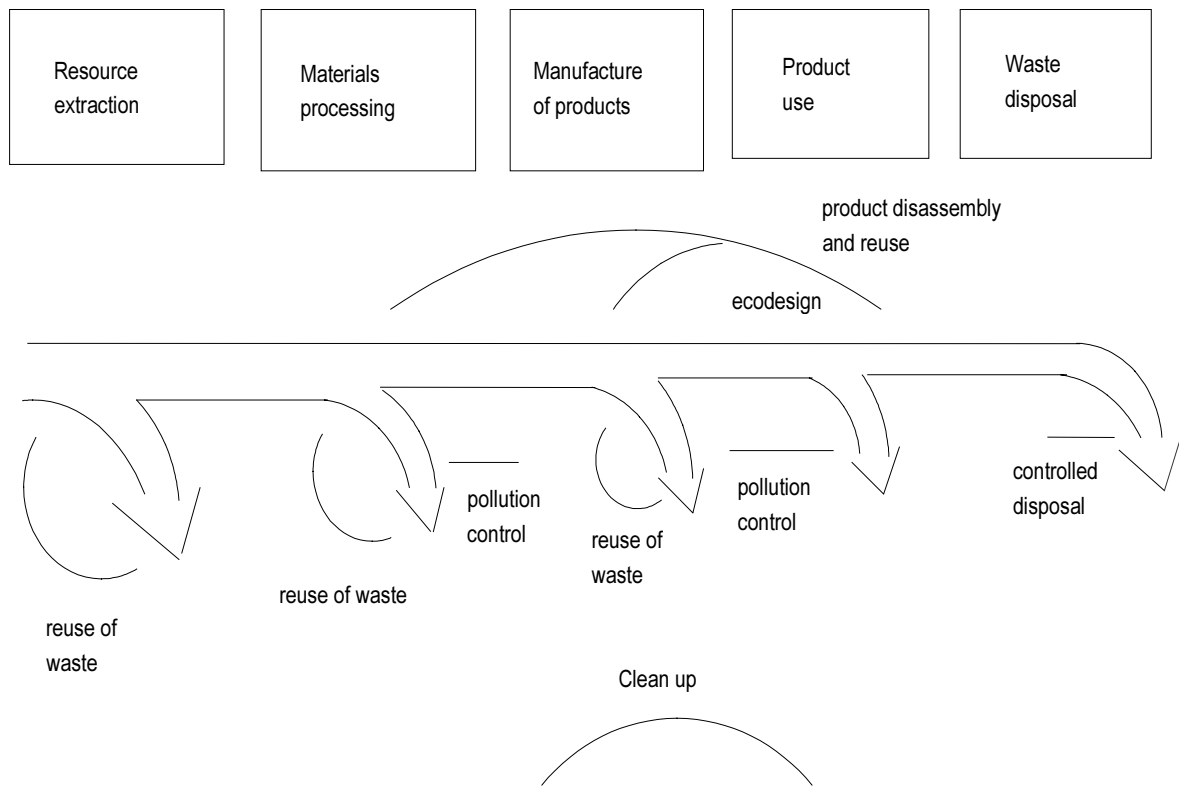 Resource
extraction
Materials
processing
Manufacture
of products
Product
use
Waste
disposal
product disassembly
and reuse
ecodesign
pollution
control
pollution
control
controlled
disposal
reuse of
waste
reuse of waste
reuse of
waste
Clean up